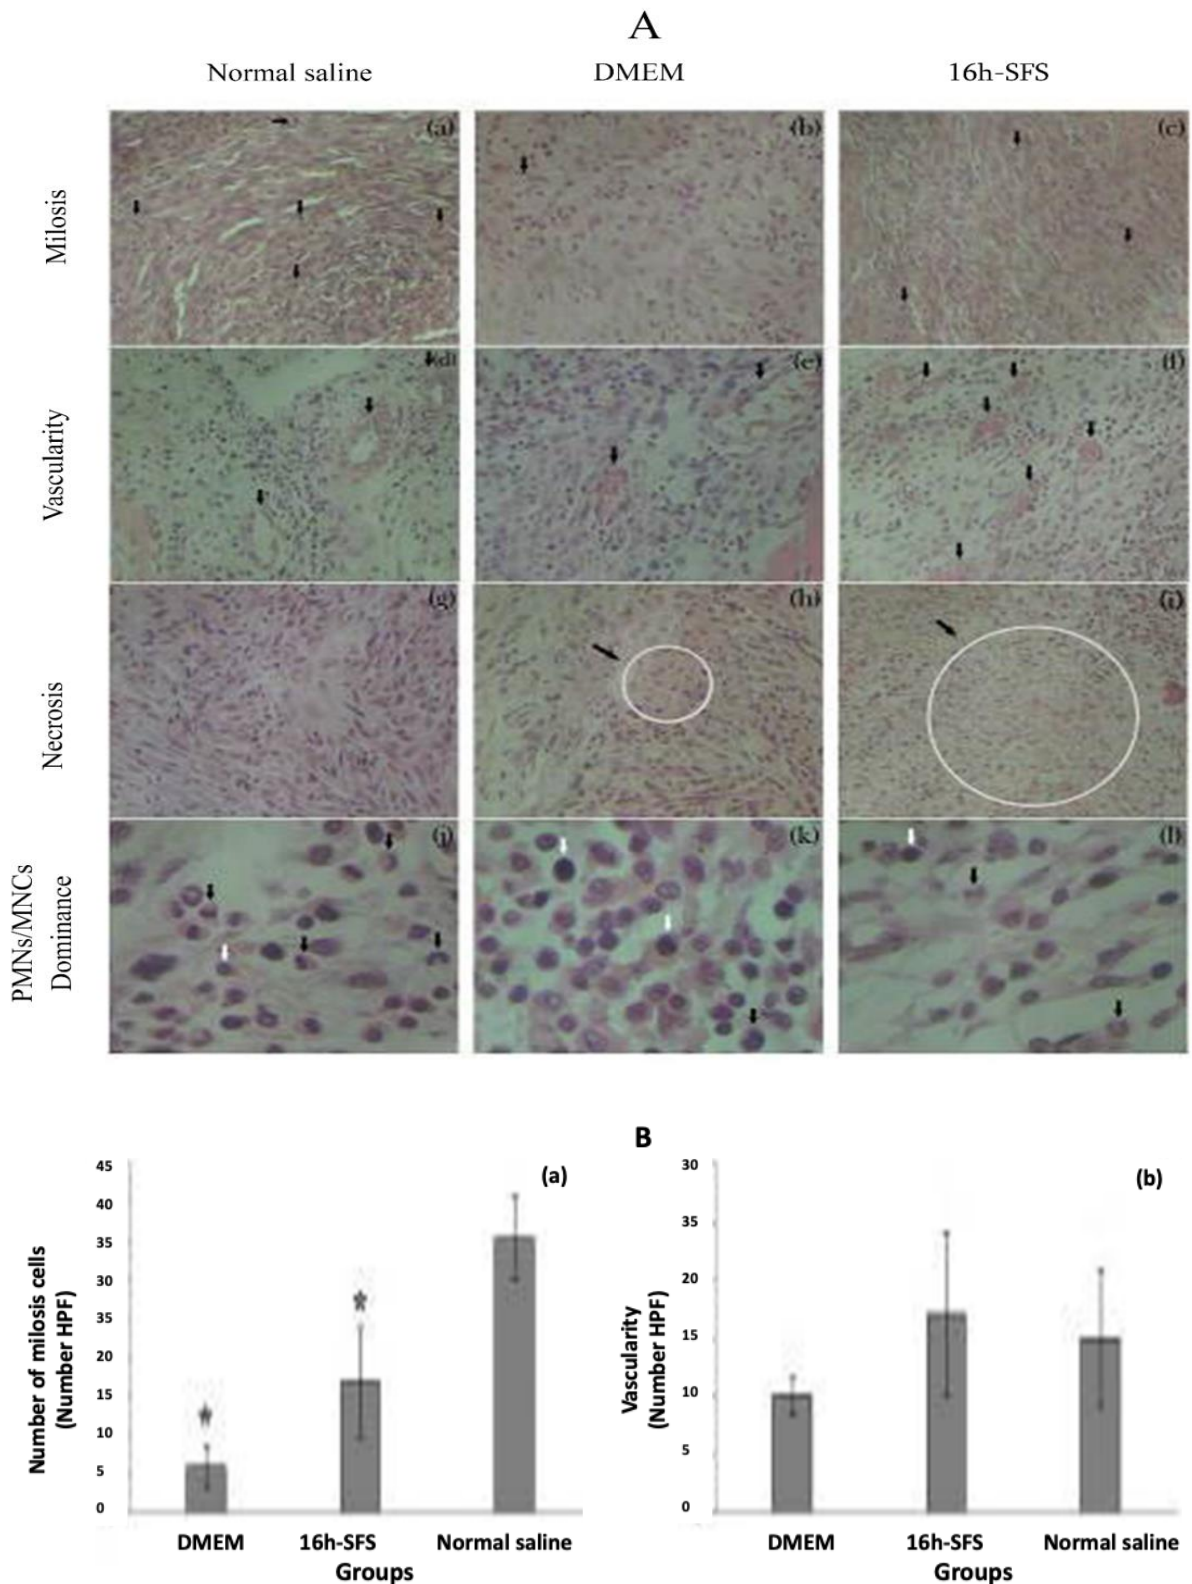 A
Normal saline
DMEM
16h-SFS
Milosis
(a)
(b)
(c)
Vascularity
(d)
(e)
(f)
Necrosis
(g)
(h)
(i)
PMNs/MNCs
Dominance
(j)
(k)
(l)
B
Number of milosis cells
(Number HPF)
45
40
35
30
35
20
15
10
5
0
(a)
DMEM
16h-SFS
Normal saline
Groups
Vascularity
(Number HPF)
30
35
20
15
10
5
0
(b)
DMEM
16h-SFS
Normal saline
Groups